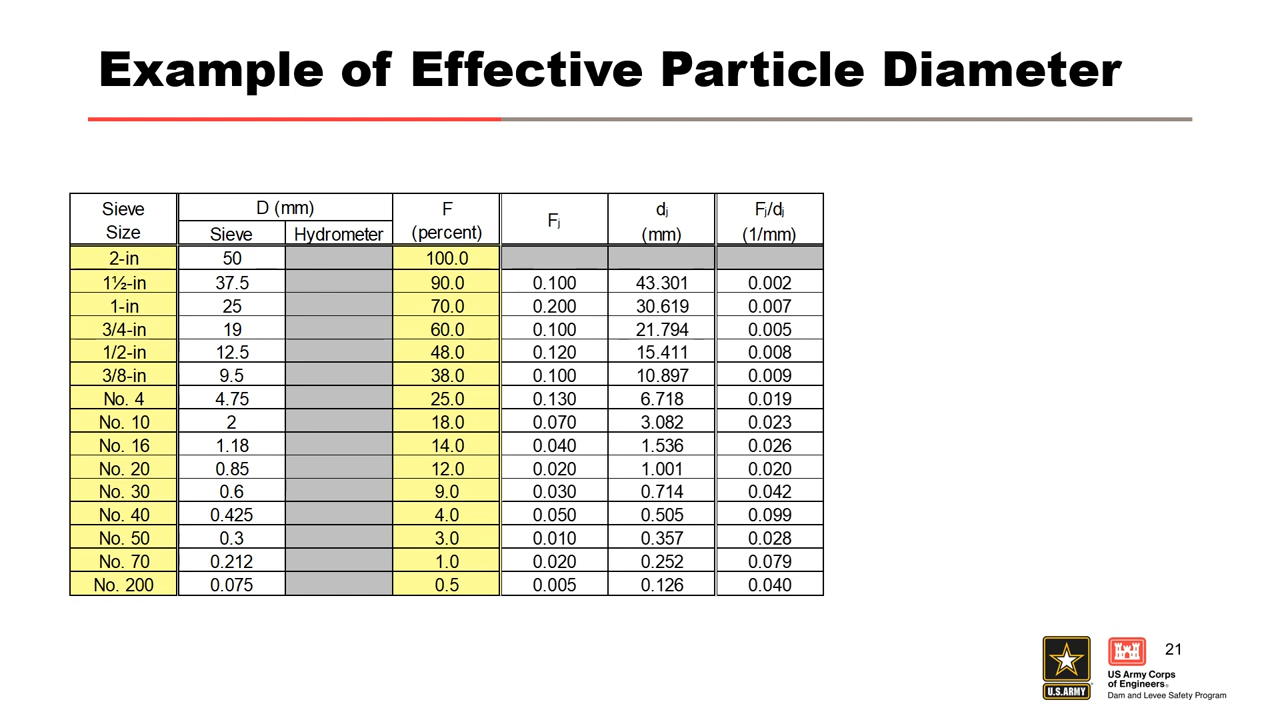 Example of Effective Particle Diameter
Sieve Size D (mm) F (percent) Fj dj (mm) Fj/dj (1/mm)
Sieve Hydrometer
2-in 50 100.0
1½-in 37.5 90.0 0.100 43.301 0.002
1-in 25 70.0 0.200 30.619 0.007
3/4-in 19 60.0 0.100 21.794 0.005
1/2-in 12.5 48.0 0.120 15.411 0.008
3/8-in 9.5 38.0 0.100 10.897 0.009
No. 4 4.75 25.0 0.130 6.718 0.019
No. 10 2 18.0 0.070 3.082 0.023
No. 16 1.18 14.0 0.040 1.536 0.026
No. 20 0.85 12.0 0.020 1.001 0.020
No. 30 0.6 9.0 0.030 0.714 0.042
No. 40 0.425 4.0 0.050 0.505 0.099
No. 50 0.3 3.0 0.010 0.357 0.028
No. 70 0.212 1.0 0.020 0.252 0.079
No. 200 0.075 0.5 0.005 0.126 0.040
U.S.ARMY
US Army Corps
of Engineers®
Dam and Levee Safety Program
21